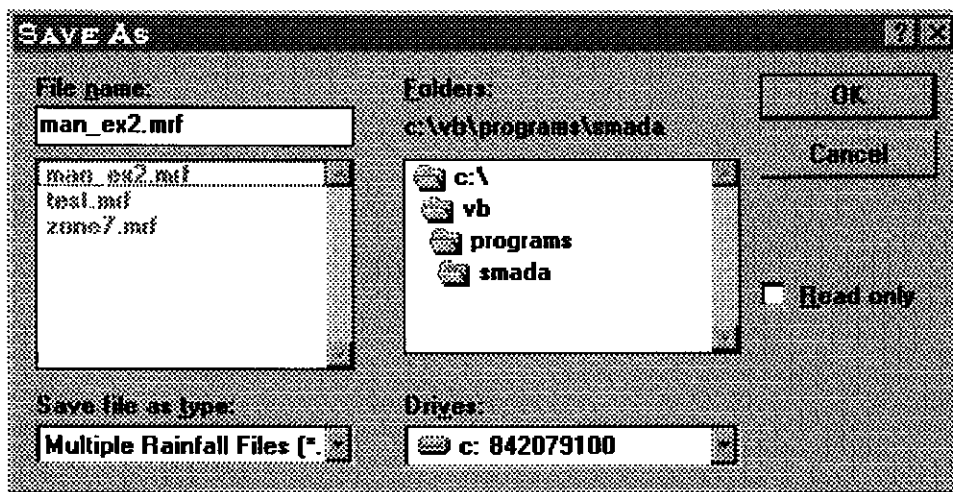 SAVE AS
File name:
man_ex2.mrf
man_ex2.mrf
test.mrf
zone7.mrf
Save file as type:
Multiple Rainfall Files (*.
Folders:
c:\vb\programs\smada
c:\
vb
programs
smada
Drives:
c: 842079100
OK
Cancel
Read only